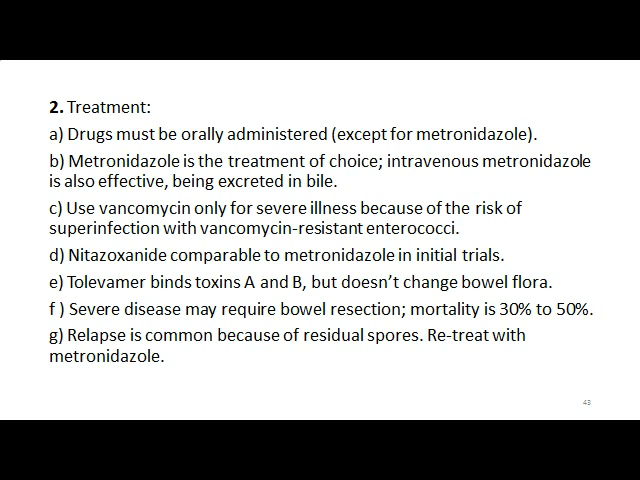 2. Treatment:
a) Drugs must be orally administered (except for metronidazole).
b) Metronidazole is the treatment of choice; intravenous metronidazole
is also effective, being excreted in bile.
c) Use vancomycin only for severe illness because of the risk of
superinfection with vancomycin-resistant enterococci.
d) Nitazoxanide comparable to metronidazole in initial trials.
e) Tolevamer binds toxins A and B, but doesn’t change bowel flora.
f ) Severe disease may require bowel resection; mortality is 30% to 50%.
g) Relapse is common because of residual spores. Re-treat with
metronidazole.
43